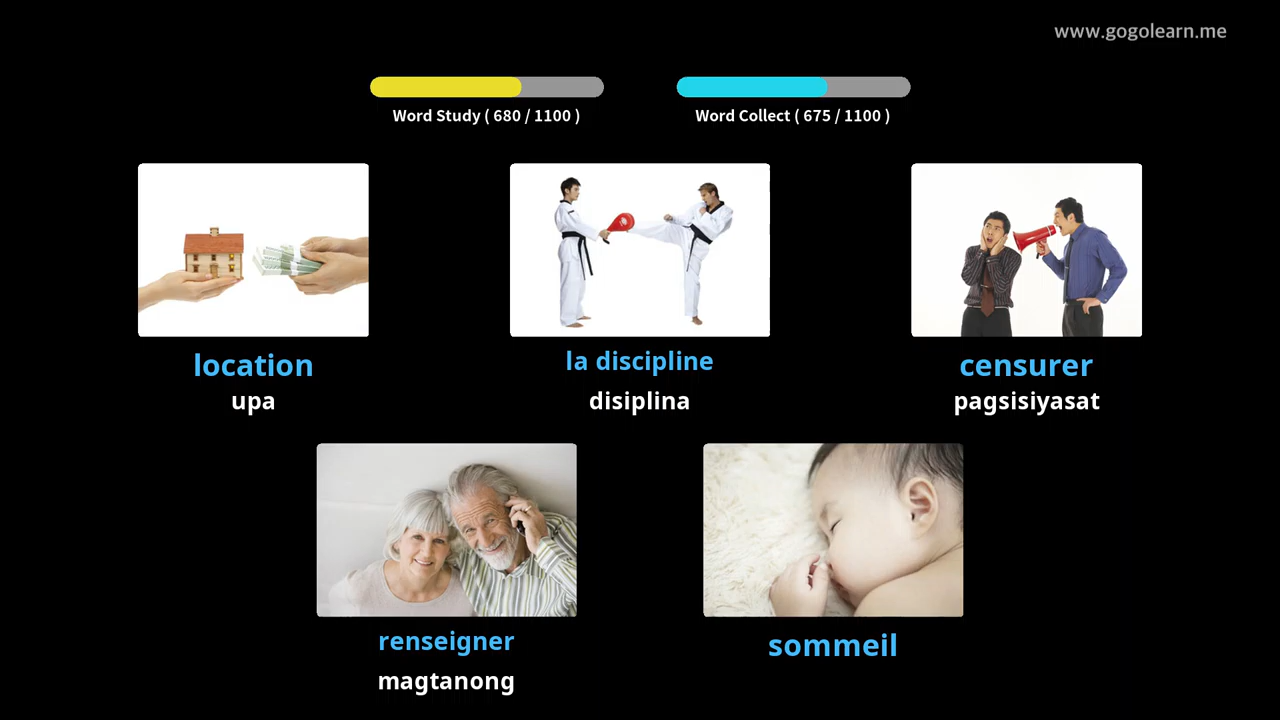 www.gogolearn.me
Word Study ( 680 / 1100 )
Word Collect ( 675 / 1100 )
location
upa
la discipline
disiplina
censurer
pagsisiyasat
renseigner
magtanong
sommeil